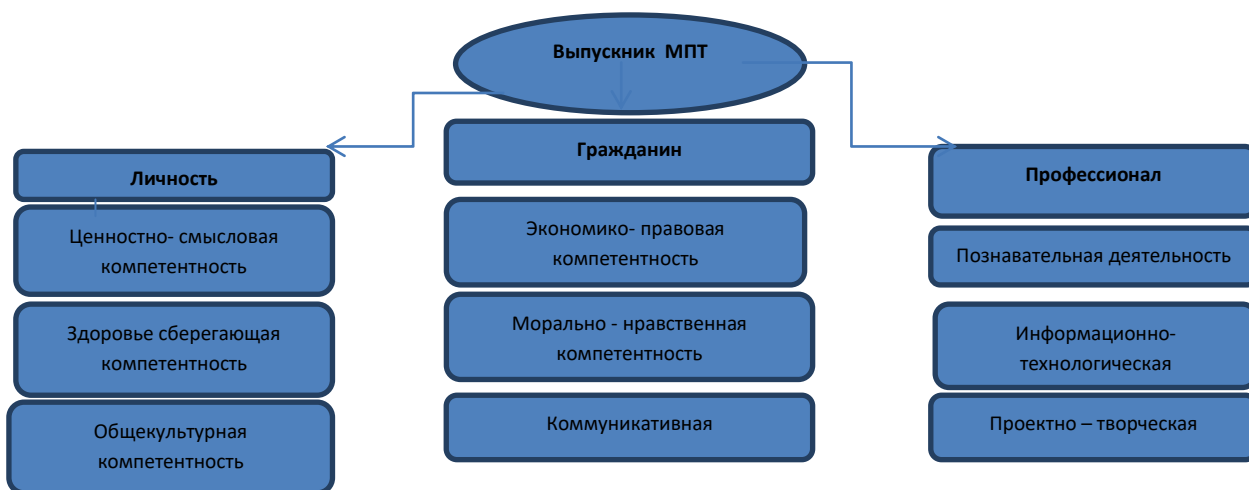 Выпускник МПТ
Личность
Ценностно- смысловая
компетентность
Здоровье сберегающая
компетентность
Общекультурная
компетентность
Гражданин
Экономико- правовая
компетентность
Морально - нравственная
компетентность
Коммуникативная
Профессионал
Познавательная деятельность
Информационно-
технологическая
Проектно – творческая